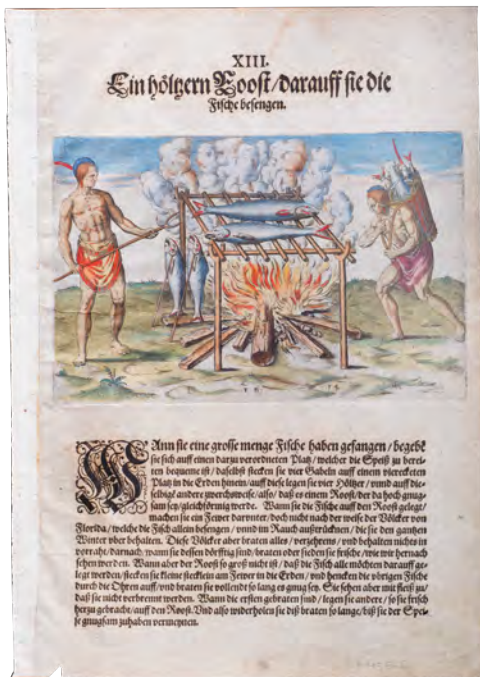 XIII.
Ein höltzern Roost/darauff sie die
Fische besengen.
WAnn sie eine grosse menge Fische haben gefangen / begebē
sie sich auff einen darzu verordneten Platz/welcher die Speiß zu berei-
ten bequeme ist/daselbst stecken sie vier Gabeln auff einem vierecketen
Platz in die Erden hinein/auff diese legen sie vier Höltzer/vnnd auff die-
selbige andere zwerchsweise/also/daß es einem Roost/der da hoch gnug-
sam sey/gleichförmig werde. Wann sie die Fische auff den Roost gelegt/
machen sie ein Fewer darunter/doch nicht nach der weise der Völcker von
Florida/welche die Fisch allein besengen/vnnd im Rauch außtrücknen/die sie den gantzen
Winter vber behalten. Diese Völcker aber braten alles/verzehrens/vnd behalten nichts in
vorraht/darnach/wann sie dessen dörfftig sind/braten oder sieden sie frische/wie wir hernach
sehen werden. Wann aber der Roost so groß nicht ist/daß die Fisch alle möchten darauff ge-
legt werden/stecken sie kleine stecklein am Fewer in die Erden/vnd hencken die vbrigen Fische
durch die Ohren auff/vnd braten sie vollendt so lang es gnug sey. Sie sehen aber mit fleiß zu/
daß sie nicht verbrennt werden. Wann die ersten gebraten sind/legen sie andere/so sie frisch
herzu gebracht/auff den Roost. Vnd also widerholen sie diß braten so lange/biß sie der Spei-
se gnugsam zuhaben vermeynen.